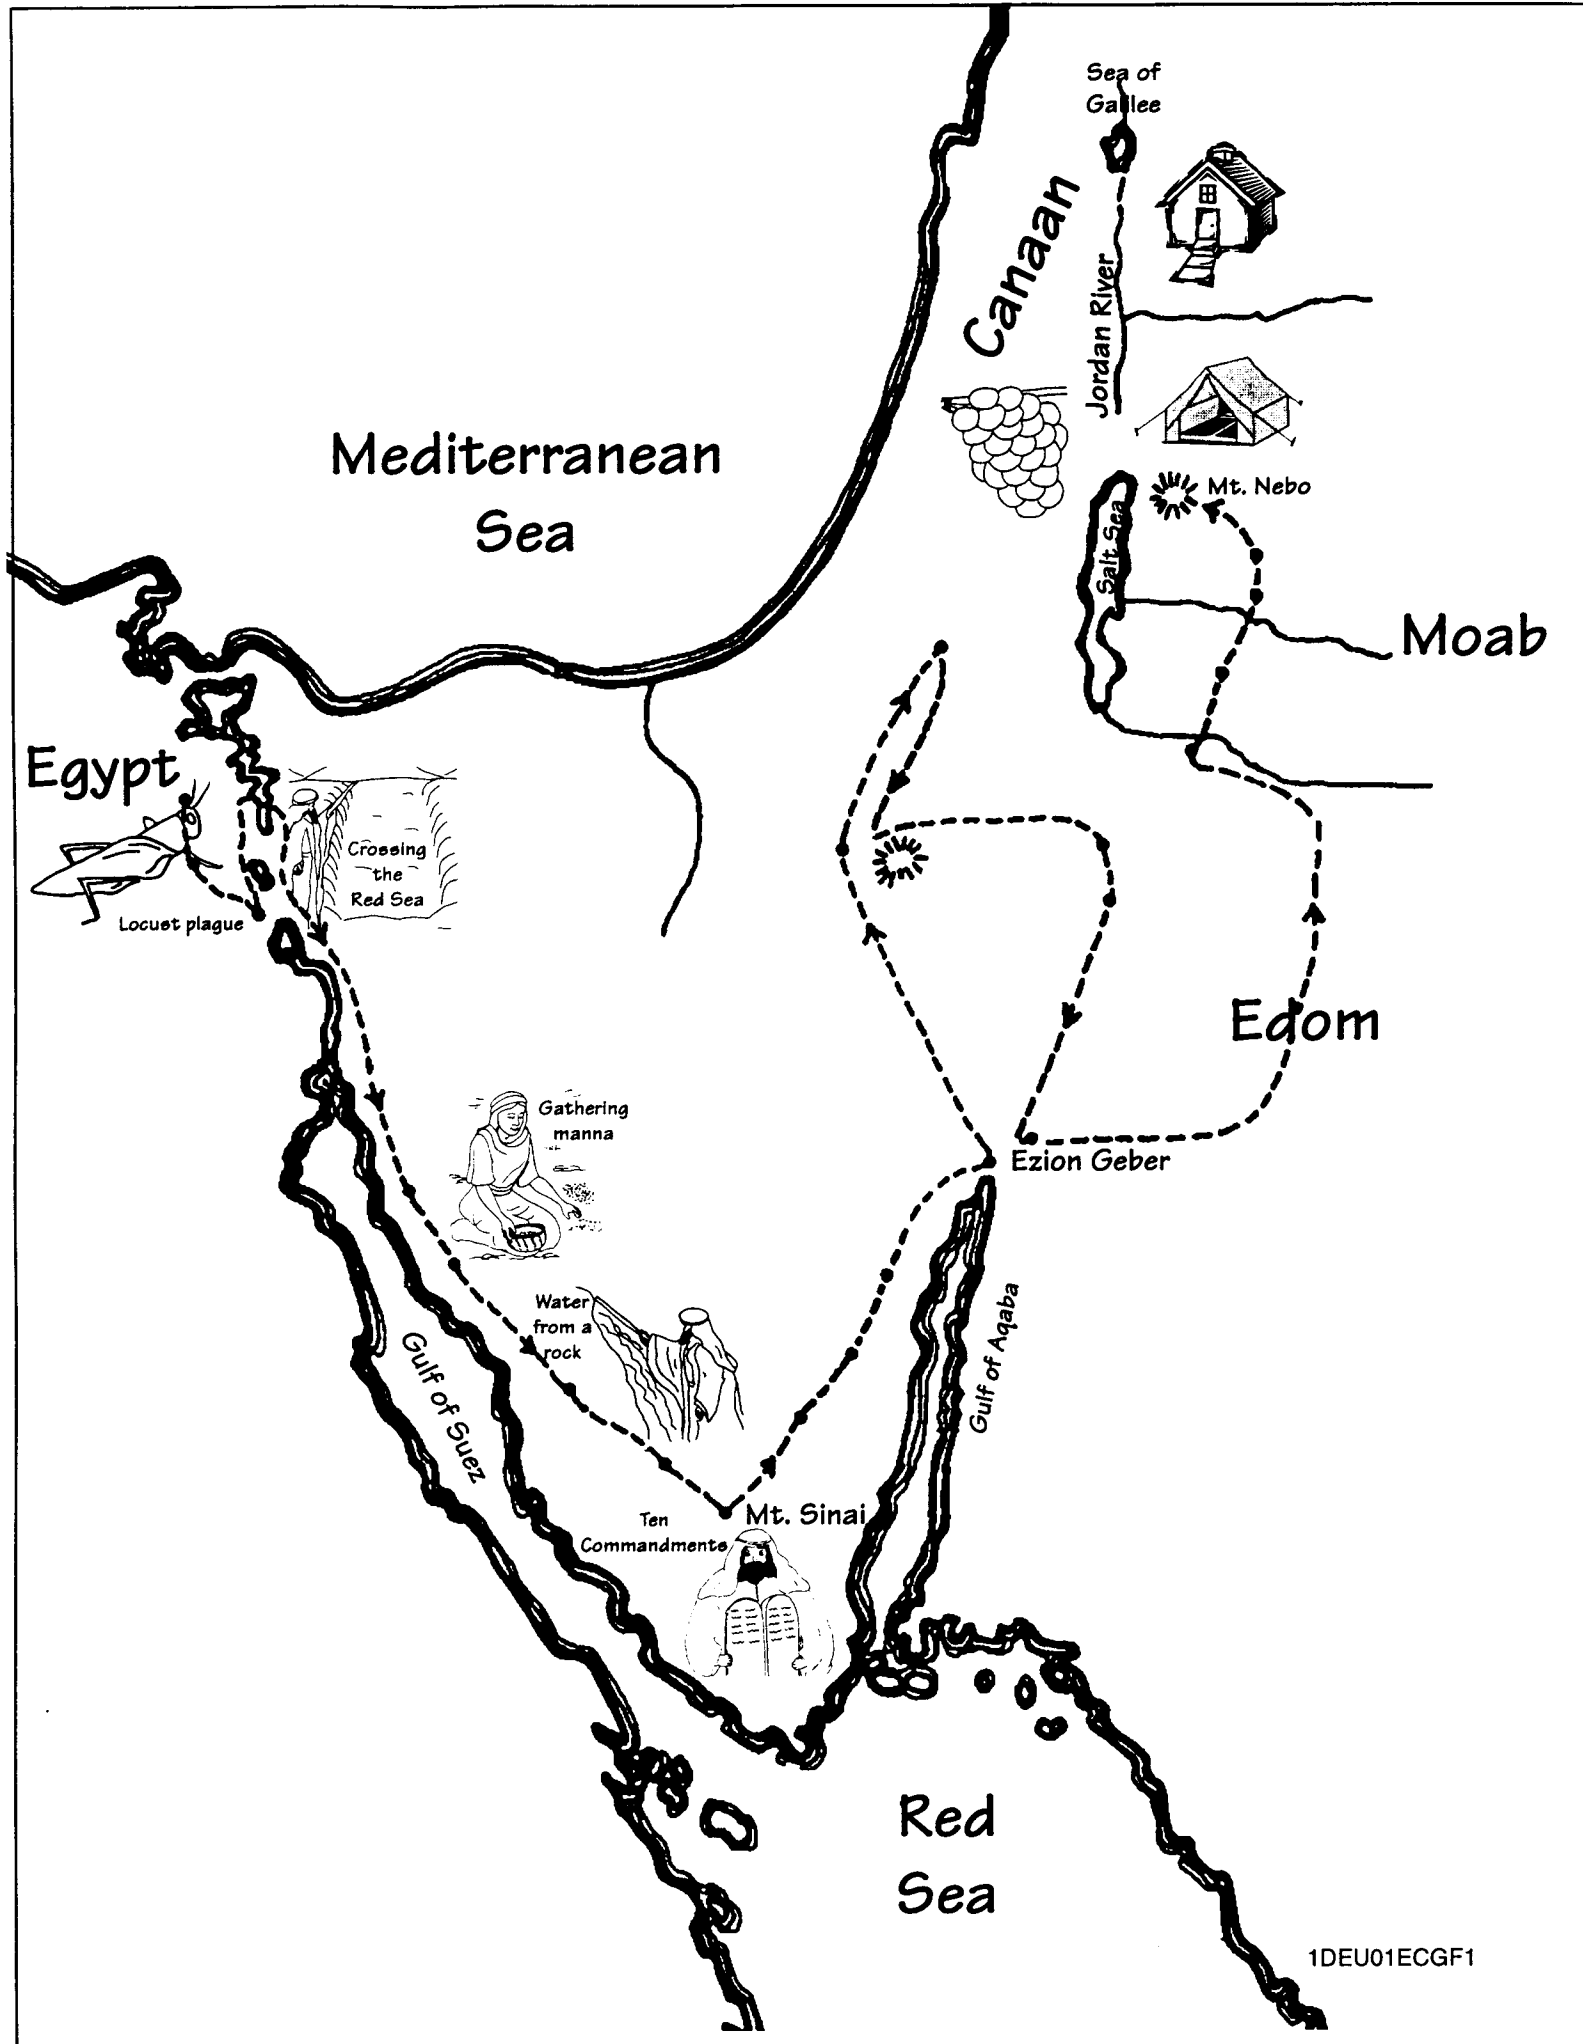 Sea of
Galilee
Canaan
Jordan River
Mediterranean
Sea
Mt. Nebo
Salt Sea
Moab
Egypt
Crossing
the
Red Sea
Locust plague
Edom
Gathering
manna
Ezion Geber
Water
from a
rock
Gulf of Aqaba
Gulf of Suez
Mt. Sinai
Ten
Commandments
Red
Sea
1DEU01ECGF1